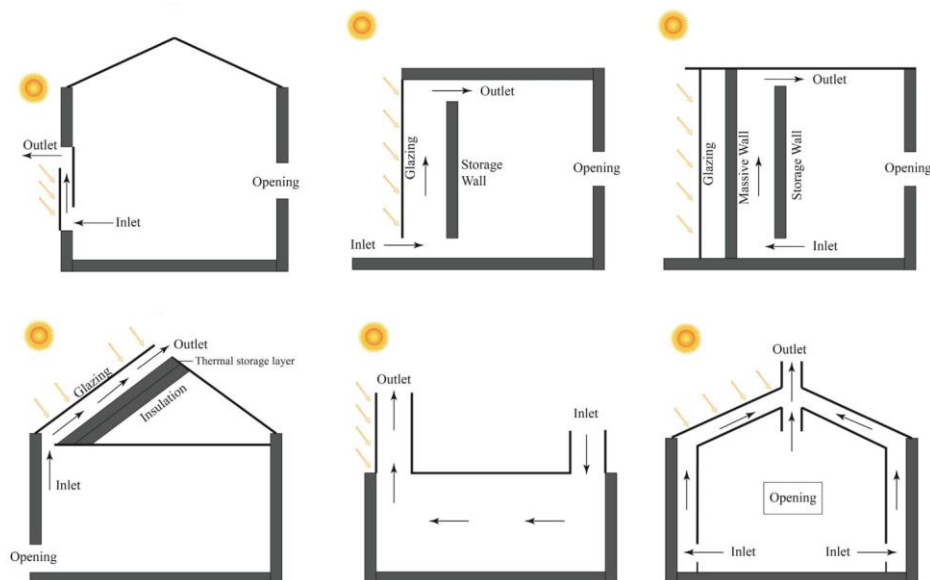 Outlet
Opening
Inlet
Outlet
Glazing
Storage
Wall
Opening
Inlet
Outlet
Glazing
Massive Wall
Storage Wall
Opening
Inlet
Outlet
Thermal storage layer
Glazing
Insulation
Inlet
Opening
Outlet
Inlet
Outlet
Opening
Inlet
Inlet